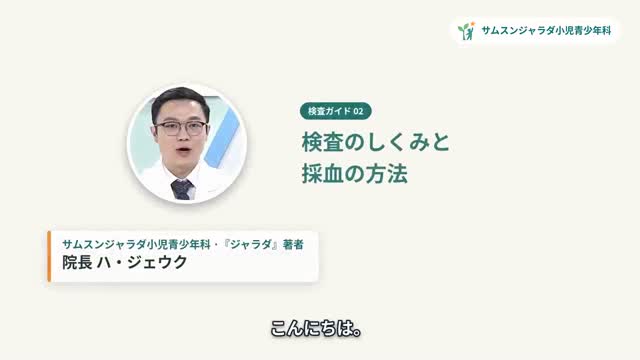 サムスンジャラダ小児青少年科
検査ガイド 02
検査のしくみと
採血の方法
サムスンジャラダ小児青少年科・『ジャラダ』著者
院長 ハ・ジェウク
こんにちは。